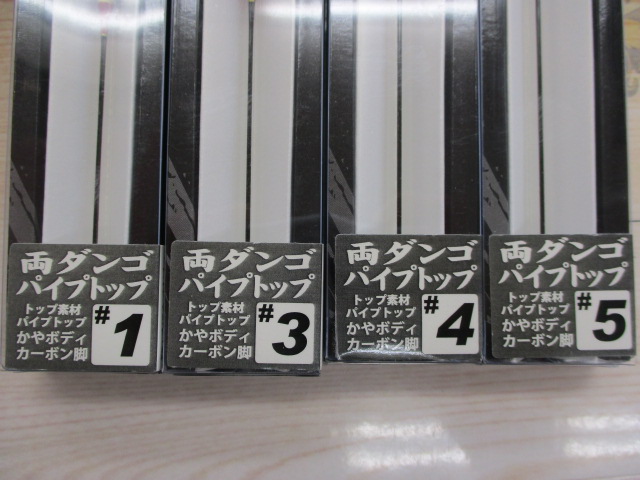 両ダンゴ
パイプトップ
トップ素材
パイプトップ
かやボディ
カーボン脚
#1
両ダンゴ
パイプトップ
トップ素材
パイプトップ
かやボディ
カーボン脚
#3
両ダンゴ
パイプトップ
トップ素材
パイプトップ
かやボディ
カーボン脚
#4
両ダンゴ
パイプトップ
トップ素材
パイプトップ
かやボディ
カーボン脚
#5